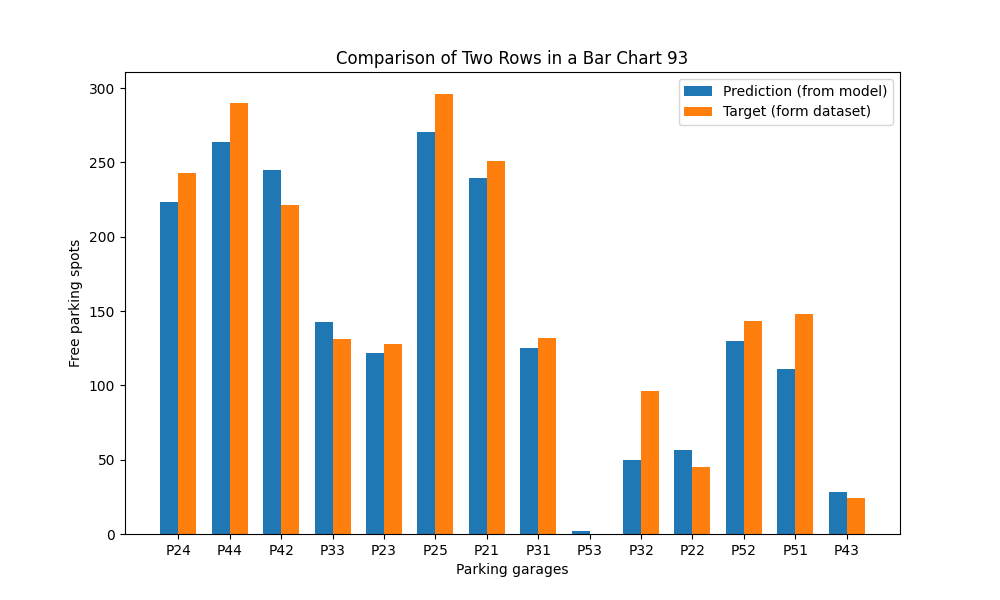 Comparison of Two Rows in a Bar Chart 93
Prediction (from model)
Target (form dataset)
300
250
200
150
100
50
0
Free parking spots
P24 P44 P42 P33 P23 P25 P21 P31 P53 P32 P22 P52 P51 P43
Parking garages